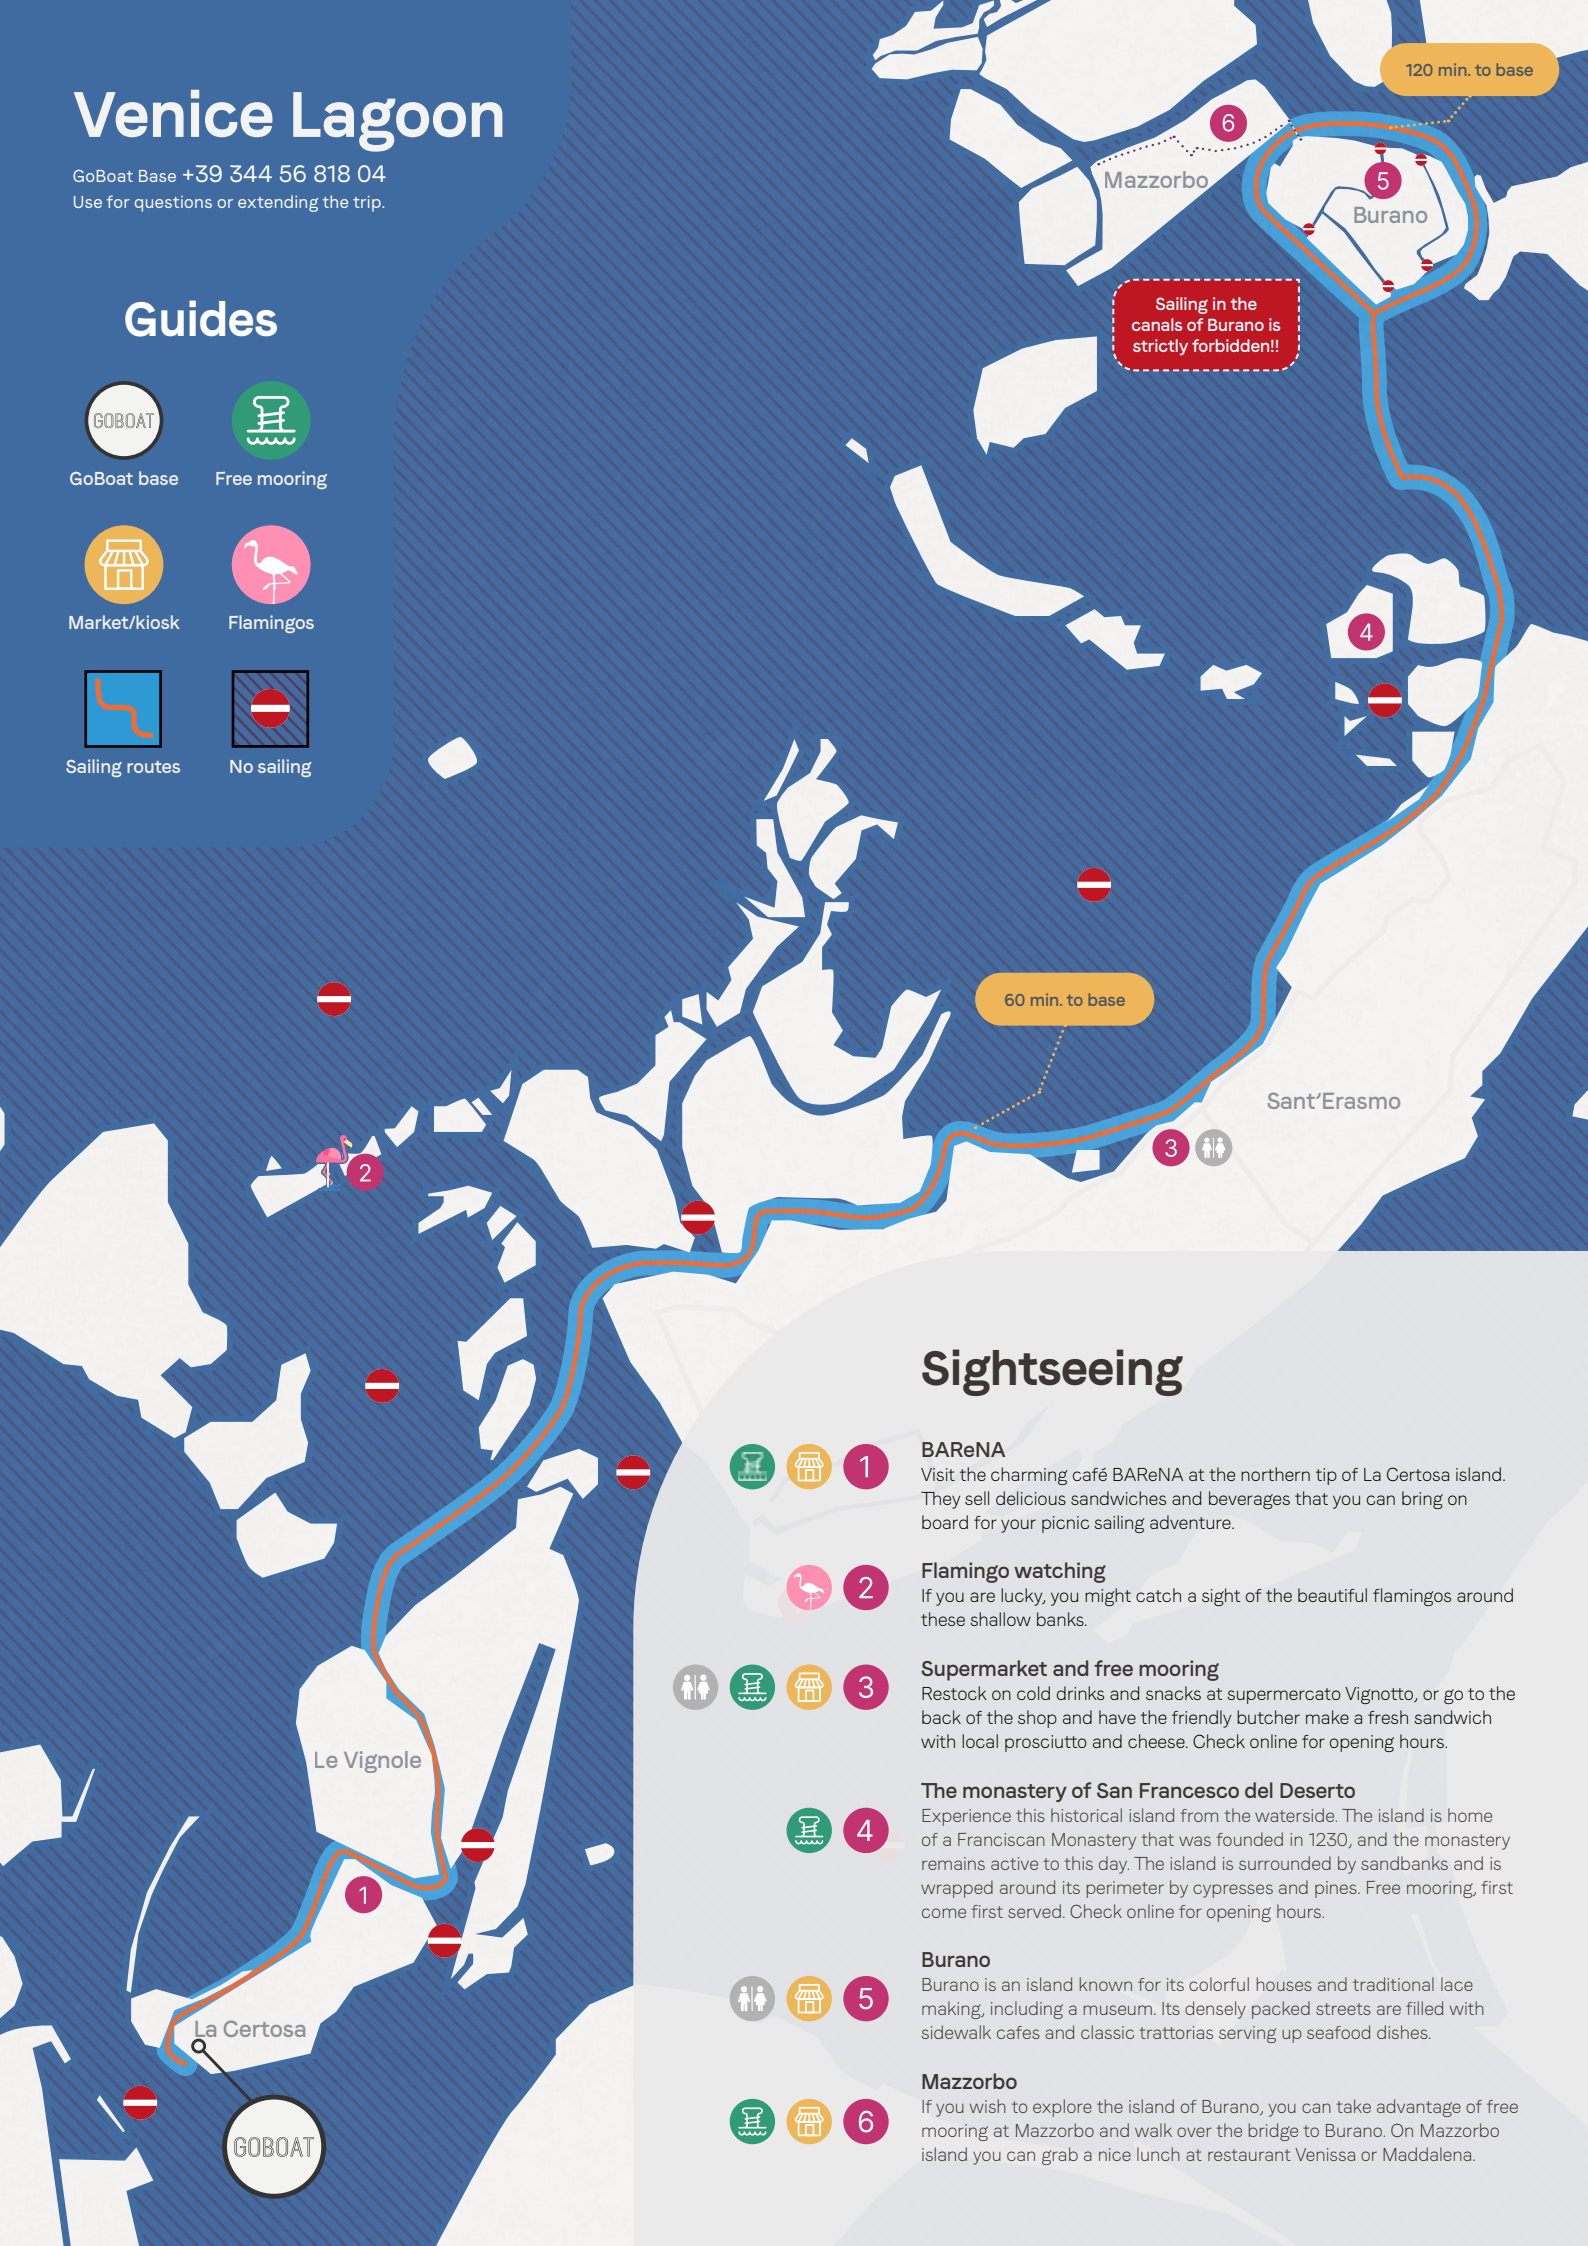 Venice Lagoon
GoBoat Base +39 344 56 818 04
Use for questions or extending the trip.
Guides
GOBOAT
GoBoat base
Free mooring
Market/kiosk
Flamingos
Sailing routes
No sailing
120 min. to base
6
Mazzorbo
5
Burano
Sailing in the
canals of Burano is
strictly forbidden!!
4
60 min. to base
Sant'Erasmo
3
2
Le Vignole
1
La Certosa
GOBOAT
Sightseeing
1
BAReNA
Visit the charming café BAReNA at the northern tip of La Certosa island.
They sell delicious sandwiches and beverages that you can bring on
board for your picnic sailing adventure.
2
Flamingo watching
If you are lucky, you might catch a sight of the beautiful flamingos around
these shallow banks.
3
Supermarket and free mooring
Restock on cold drinks and snacks at supermercato Vignotto, or go to the
back of the shop and have the friendly butcher make a fresh sandwich
with local prosciutto and cheese. Check online for opening hours.
4
The monastery of San Francesco del Deserto
Experience this historical island from the waterside. The island is home
of a Franciscan Monastery that was founded in 1230, and the monastery
remains active to this day. The island is surrounded by sandbanks and is
wrapped around its perimeter by cypresses and pines. Free mooring, first
come first served. Check online for opening hours.
5
Burano
Burano is an island known for its colorful houses and traditional lace
making, including a museum. Its densely packed streets are filled with
sidewalk cafes and classic trattorias serving up seafood dishes.
6
Mazzorbo
If you wish to explore the island of Burano, you can take advantage of free
mooring at Mazzorbo and walk over the bridge to Burano. On Mazzorbo
island you can grab a nice lunch at restaurant Venissa or Maddalena.